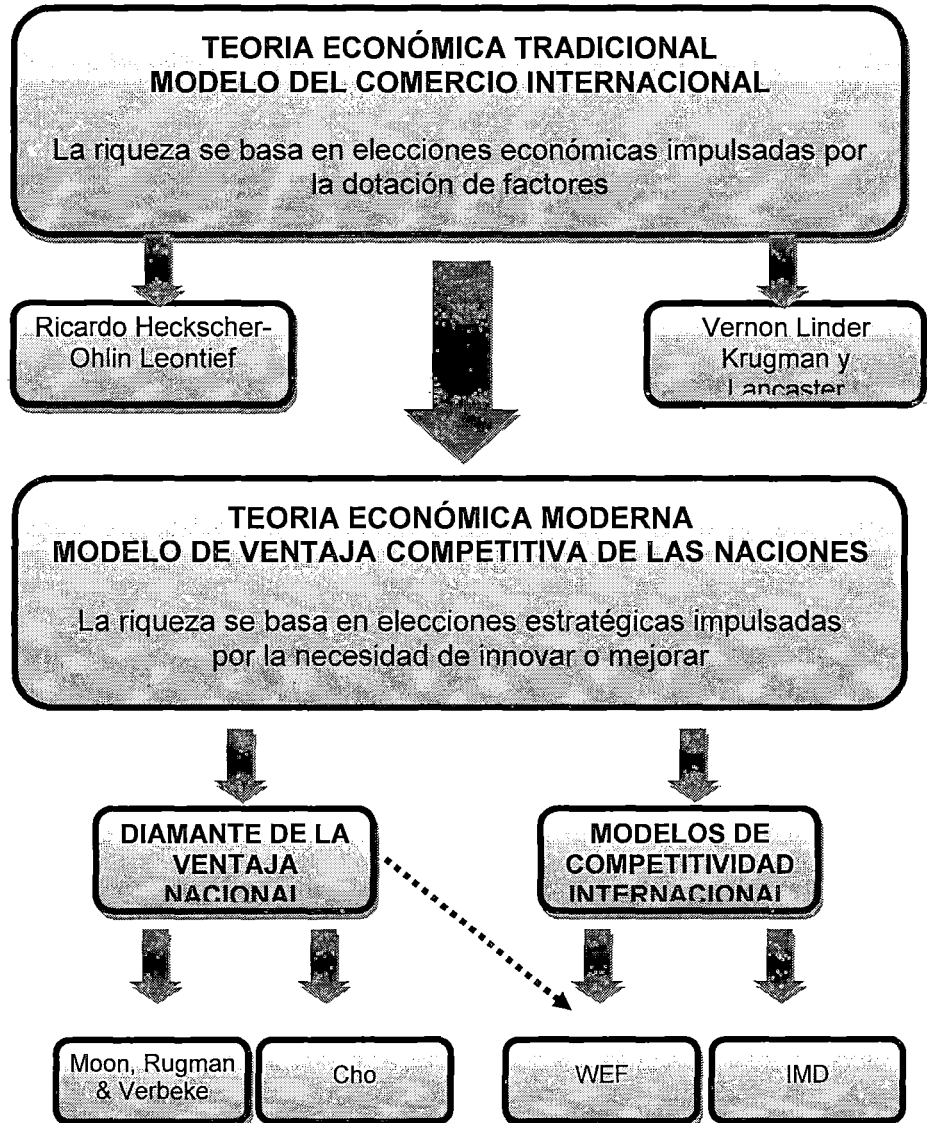 TEORIA ECONÓMICA TRADICIONAL
MODELO DEL COMERCIO INTERNACIONAL
La riqueza se basa en elecciones económicas impulsadas por
la dotación de factores
Ricardo Heckscher-
Ohlin Leontief
Vernon Linder
Krugman y
Lancaster
TEORIA ECONÓMICA MODERNA
MODELO DE VENTAJA COMPETITIVA DE LAS NACIONES
La riqueza se basa en elecciones estratégicas impulsadas
por la necesidad de innovar o mejorar
DIAMANTE DE LA
VENTAJA
NACIONAL
MODELOS DE
COMPETITIVIDAD
INTERNACIONAL
Moon, Rugman
& Verbeke
Cho
WEF
IMD